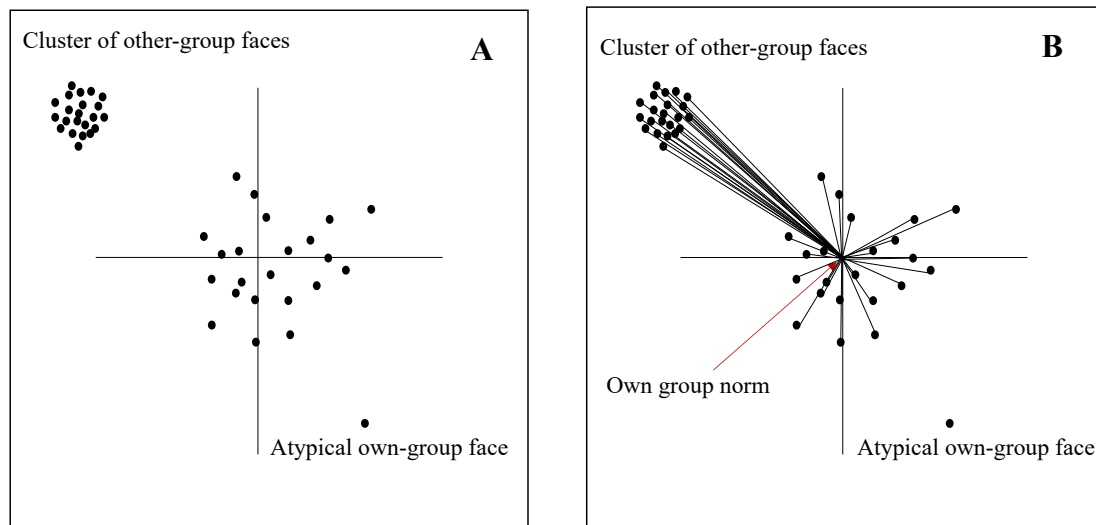 Cluster of other-group faces
A
Atypical own-group face
Cluster of other-group faces
B
Own group norm
Atypical own-group face